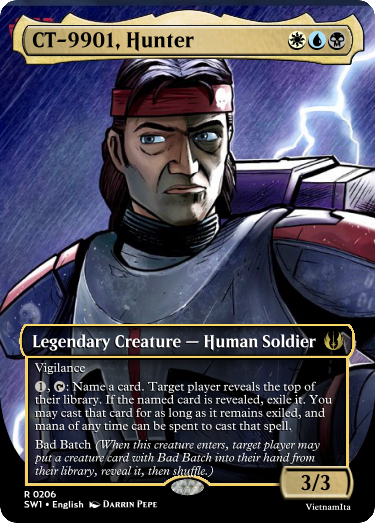 CT-9901, Hunter
Legendary Creature — Human Soldier
Vigilance
1, T: Name a card. Target player reveals the top of
their library. If the named card is revealed, exile it. You
may cast that card for as long as it remains exiled, and
mana of any time can be spent to cast that spell.
Bad Batch (When this creature enters, target player may
put a creature card with Bad Batch into their hand from
their library, reveal it, then shuffle.)
3/3
R 0206
SW1 • English Darrin Pepe
VietnamIta